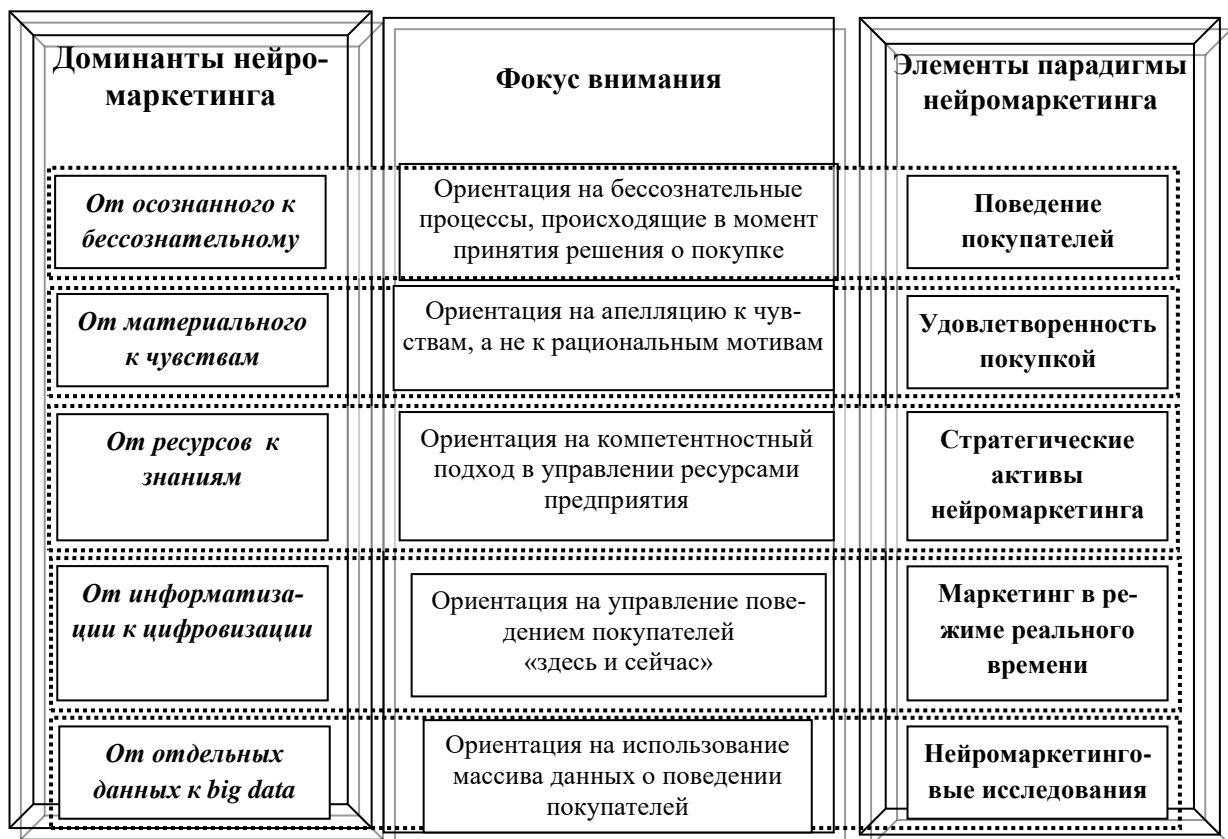 Доминанты нейро-
маркетинга
Фокус внимания
Элементы парадигмы
нейромаркетинга
От осознанного к
бессознательному
Ориентация на бессознательные
процессы, происходящие в момент
принятия решения о покупке
Поведение
покупателей
От материального
к чувствам
Ориентация на апелляцию к чув-
ствам, а не к рациональным мотивам
Удовлетворенность
покупкой
От ресурсов к
знаниям
Ориентация на компетентностный
подход в управлении ресурсами
предприятия
Стратегические
активы
нейромаркетинга
От информатиза-
ции к цифровизации
Ориентация на управление пове-
дением покупателей
«здесь и сейчас»
Маркетинг в ре-
жиме реального
времени
От отдельных
данных к big data
Ориентация на использование
массива данных о поведении
покупателей
Нейромаркетинго-
вые исследования